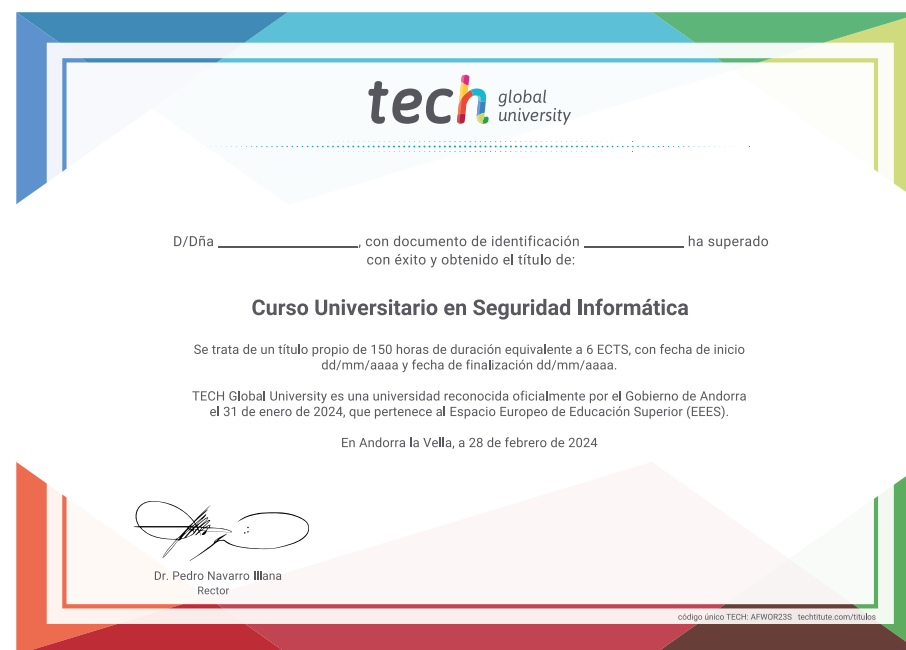 tech global
university
D/Dña ______________, con documento de identificación __________ ha superado
con éxito y obtenido el título de:
Curso Universitario en Seguridad Informática
Se trata de un título propio de 150 horas de duración equivalente a 6 ECTS, con fecha de inicio
dd/mm/aaaa y fecha de finalización dd/mm/aaaa.
TECH Global University es una universidad reconocida oficialmente por el Gobierno de Andorra
el 31 de enero de 2024, que pertenece al Espacio Europeo de Educación Superior (EEES).
En Andorra la Vella, a 28 de febrero de 2024
Dr. Pedro Navarro Illana
Rector
código único TECH: AFWOR23S techtitute.com/titulos